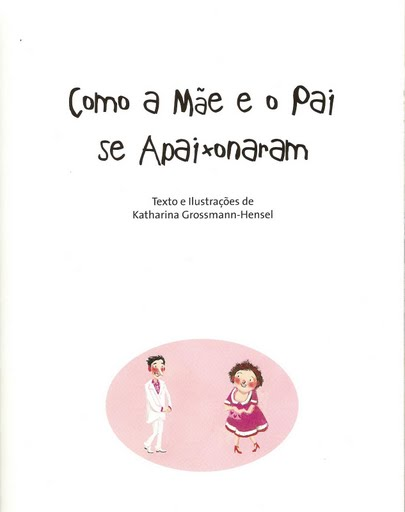 Como a Mãe e o Pai
se Apaixonaram
Texto e Ilustrações de
Katharina Grossmann-Hensel